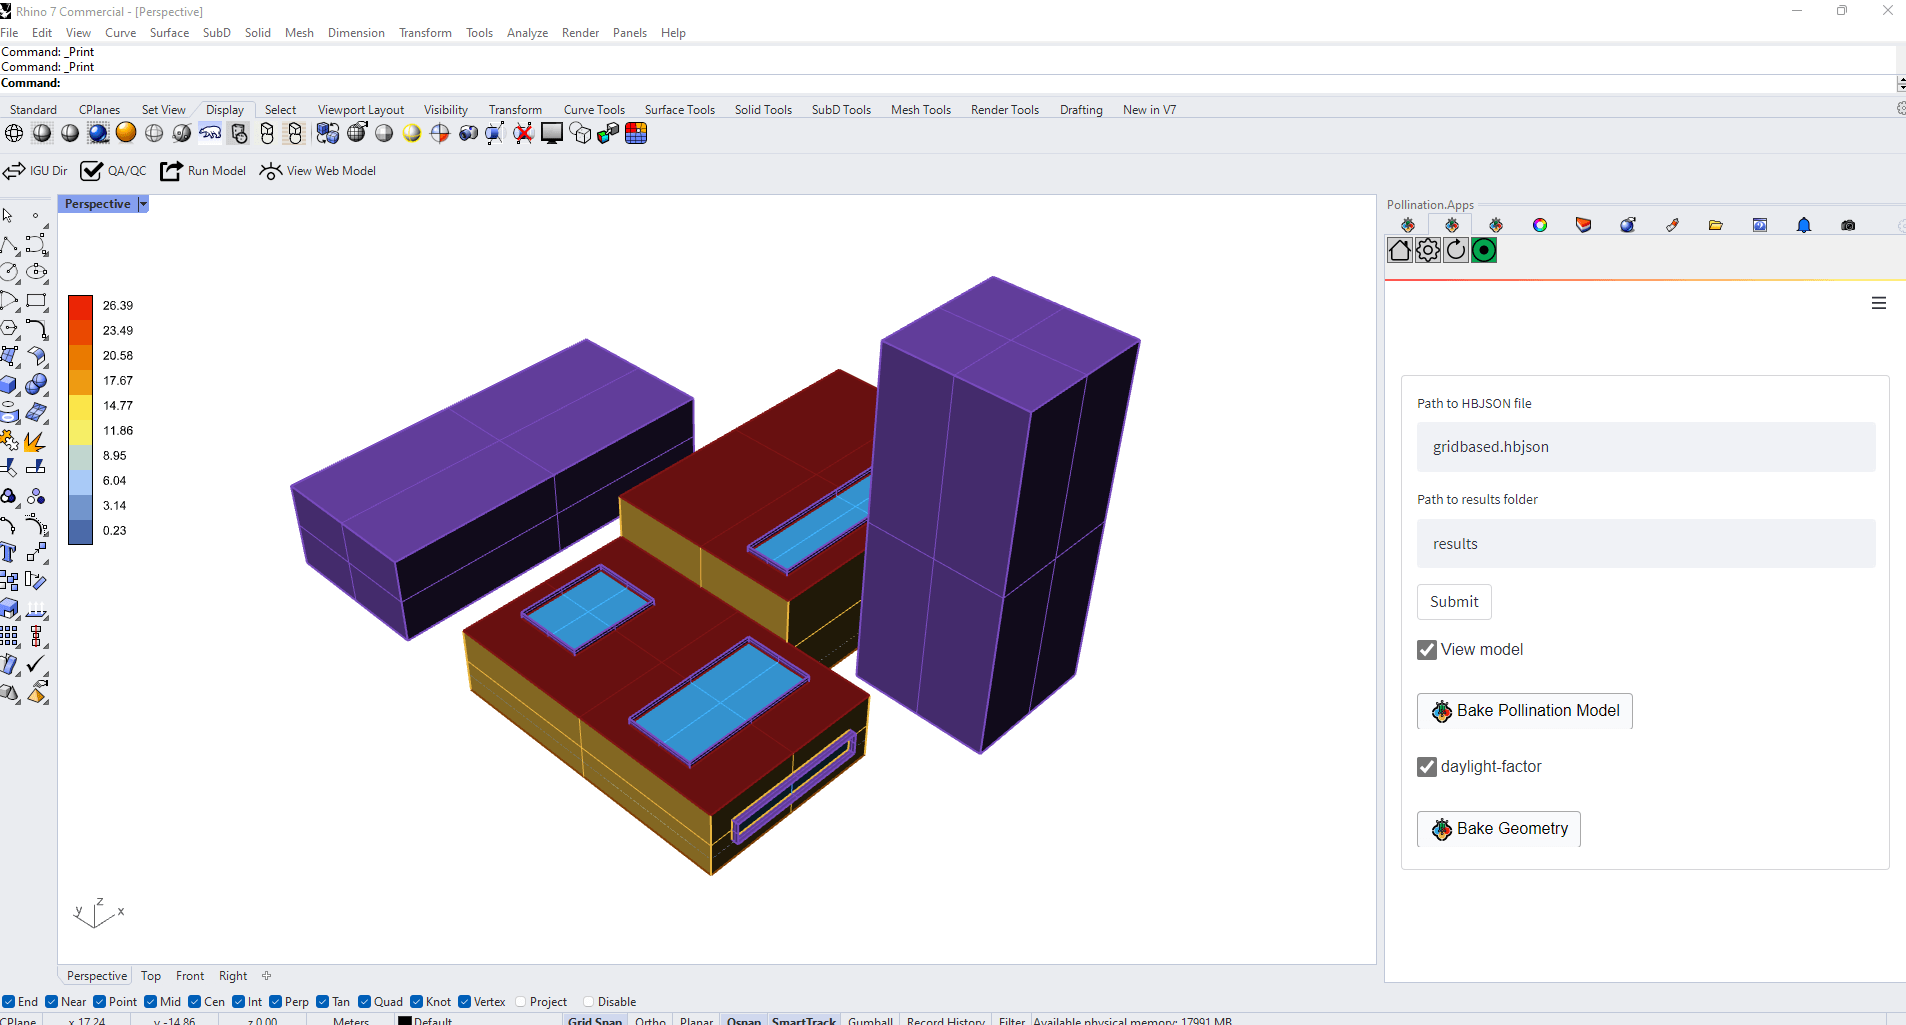 Rhino 7 Commercial - [Perspective]
File Edit View Curve Surface SubD Solid Mesh Dimension Transform Tools Analyze Render Panels Help
Command: _Print
Command: _Print
Command:
Standard CPlanes Set View Display Select Viewport Layout Visibility Transform Curve Tools Surface Tools Solid Tools SubD Tools Mesh Tools Render Tools Drafting New in V7
IGU Dir QA/QC Run Model View Web Model
Perspective
Pollination.Apps
26.39
23.49
20.58
17.67
14.77
11.86
8.95
6.04
3.14
0.23
Path to HBJSON file
gridbased.hbjson
Path to results folder
results
Submit
View model
Bake Pollination Model
daylight-factor
Bake Geometry
z
y x
Perspective Top Front Right
End Near Point Mid Cen Int Perp Tan Quad Knot Vertex Project Disable
CPlane x 17.24 y -14.86 z 0.00 Meters Default Grid Snap Ortho Planar Osnap SmartTrack Gumball Record History Filter Available physical memory: 17991 MB